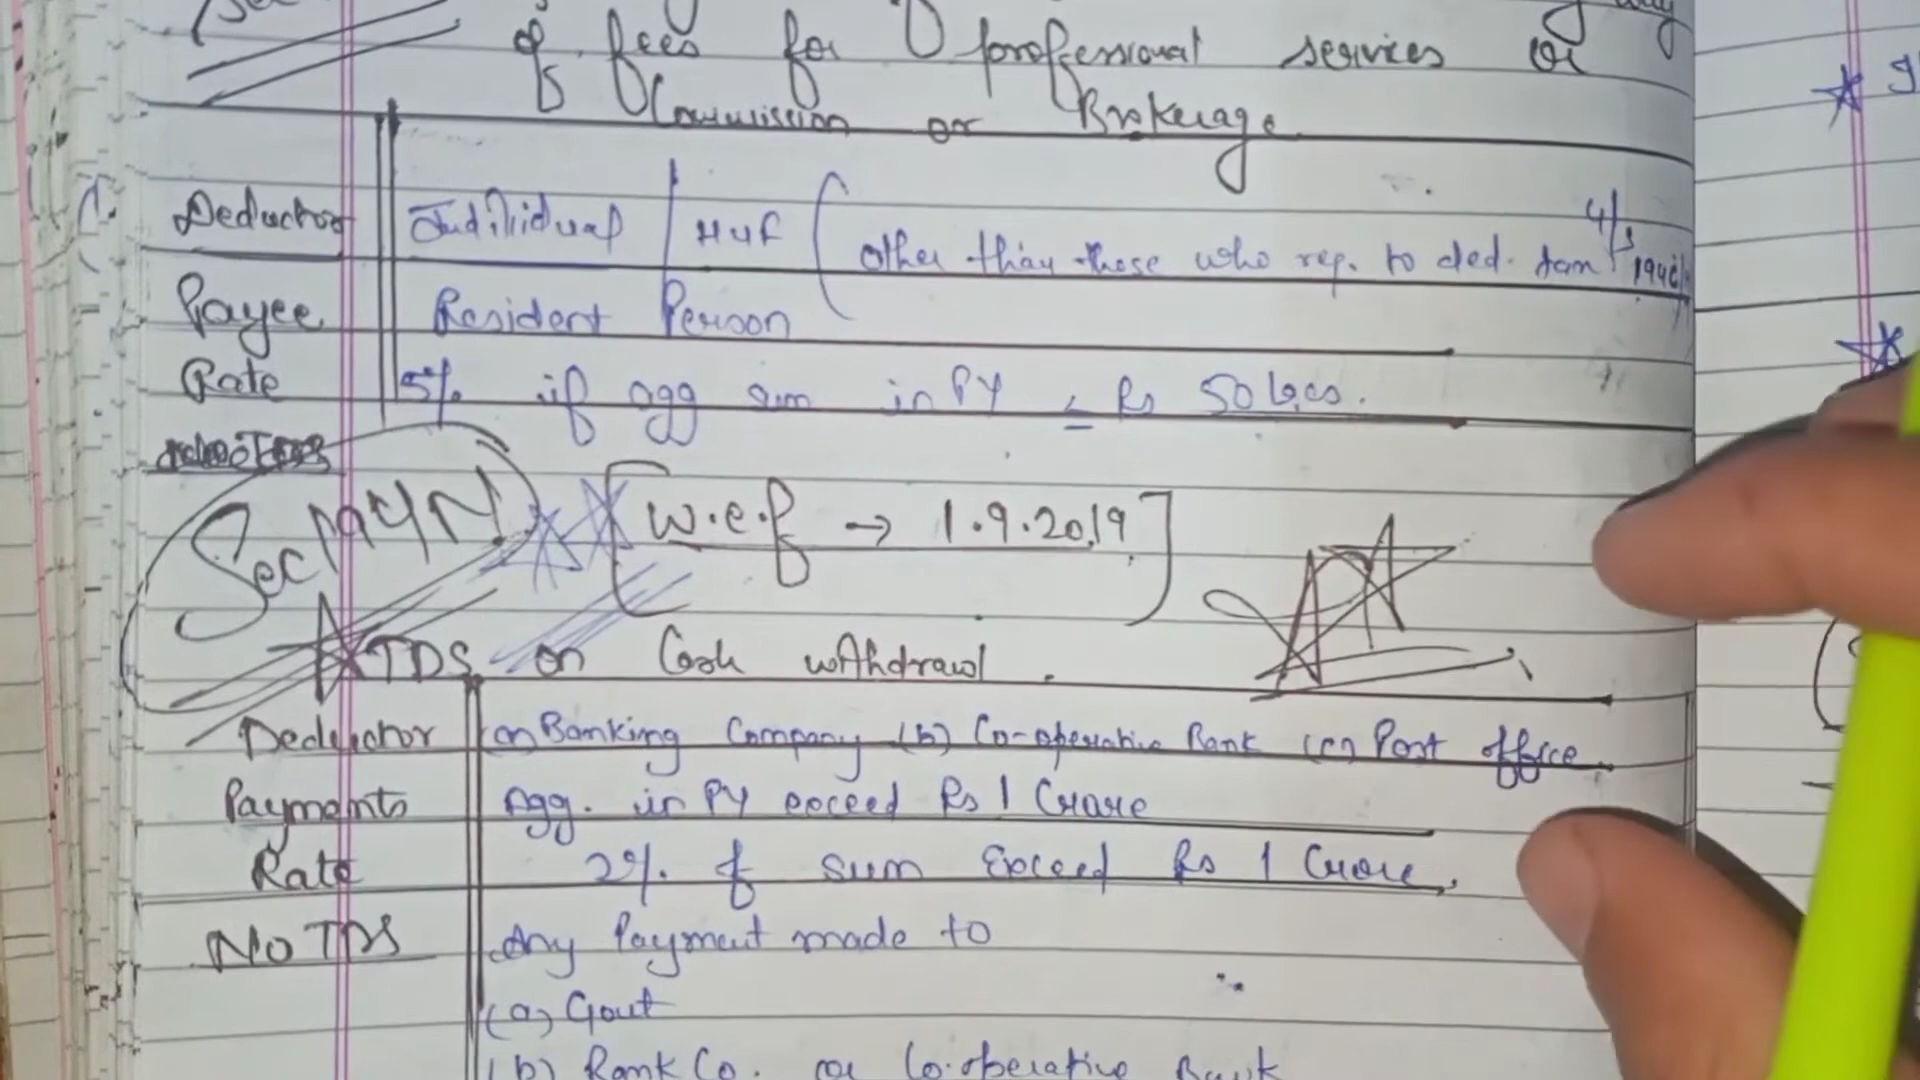 of fees for professional services or
Commission or Brokerage
Deductor Individual / HUF ( other than those who rep. to ded. tax u/s 194C/
Payee Resident Person
Rate 5% if agg sum in PY ≤ Rs 50 Lacs.
Sec 194N [W.e.f → 1.9.2019]
TDS on Cash withdrawl.
Deductor (a) Banking Company (b) Co-operative Bank (c) Post office
Payments Agg. in PY exceed Rs 1 Crore
Rate 2% of sum Exceed Rs 1 Crore.
NO TDS Any Payment made to
(a) Govt
(b) Bank Co. or Co-operative Bank